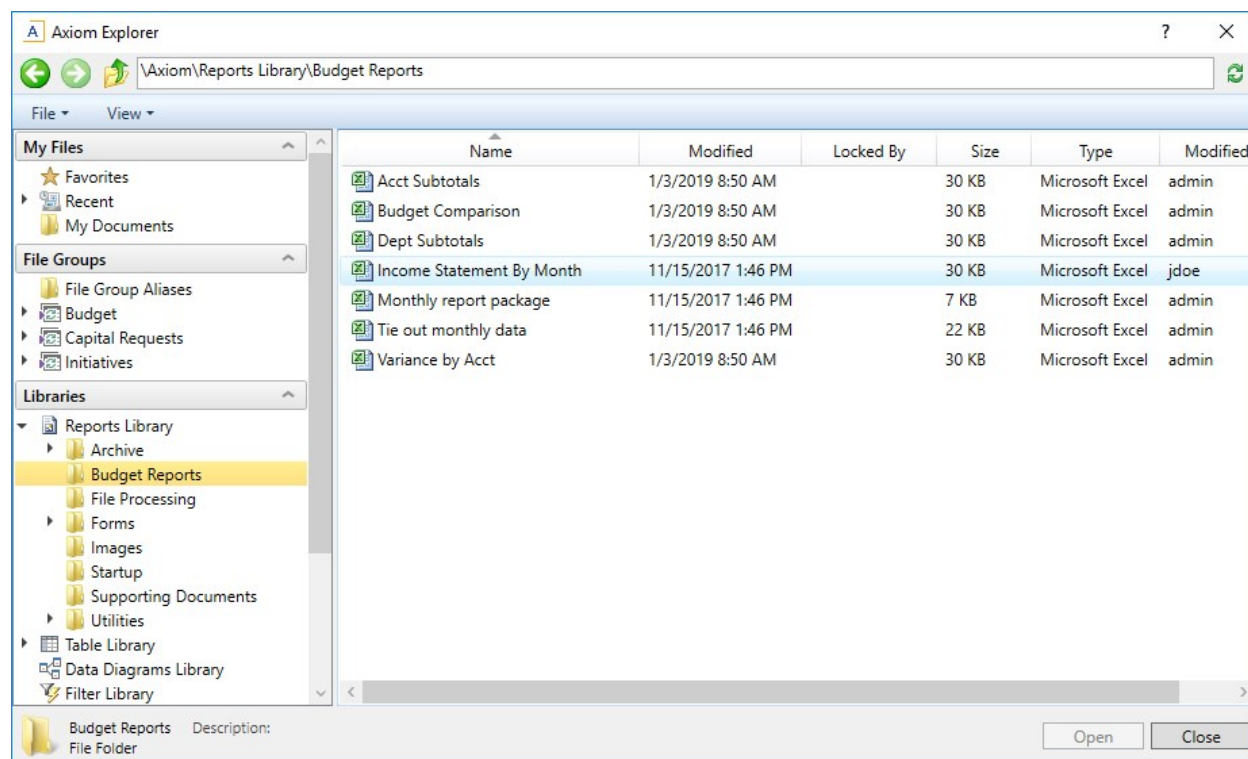 A Axiom Explorer ? ×
\Axiom\Reports Library\Budget Reports
File View
My Files
Favorites
Recent
My Documents
File Groups
File Group Aliases
Budget
Capital Requests
Initiatives
Libraries
Reports Library
Archive
Budget Reports
File Processing
Forms
Images
Startup
Supporting Documents
Utilities
Table Library
Data Diagrams Library
Filter Library
Name Modified Locked By Size Type Modified
Acct Subtotals 1/3/2019 8:50 AM 30 KB Microsoft Excel admin
Budget Comparison 1/3/2019 8:50 AM 30 KB Microsoft Excel admin
Dept Subtotals 1/3/2019 8:50 AM 30 KB Microsoft Excel admin
Income Statement By Month 11/15/2017 1:46 PM 30 KB Microsoft Excel jdoe
Monthly report package 11/15/2017 1:46 PM 7 KB Microsoft Excel admin
Tie out monthly data 11/15/2017 1:46 PM 22 KB Microsoft Excel admin
Variance by Acct 1/3/2019 8:50 AM 30 KB Microsoft Excel admin
Budget Reports Description:
File Folder
Open Close